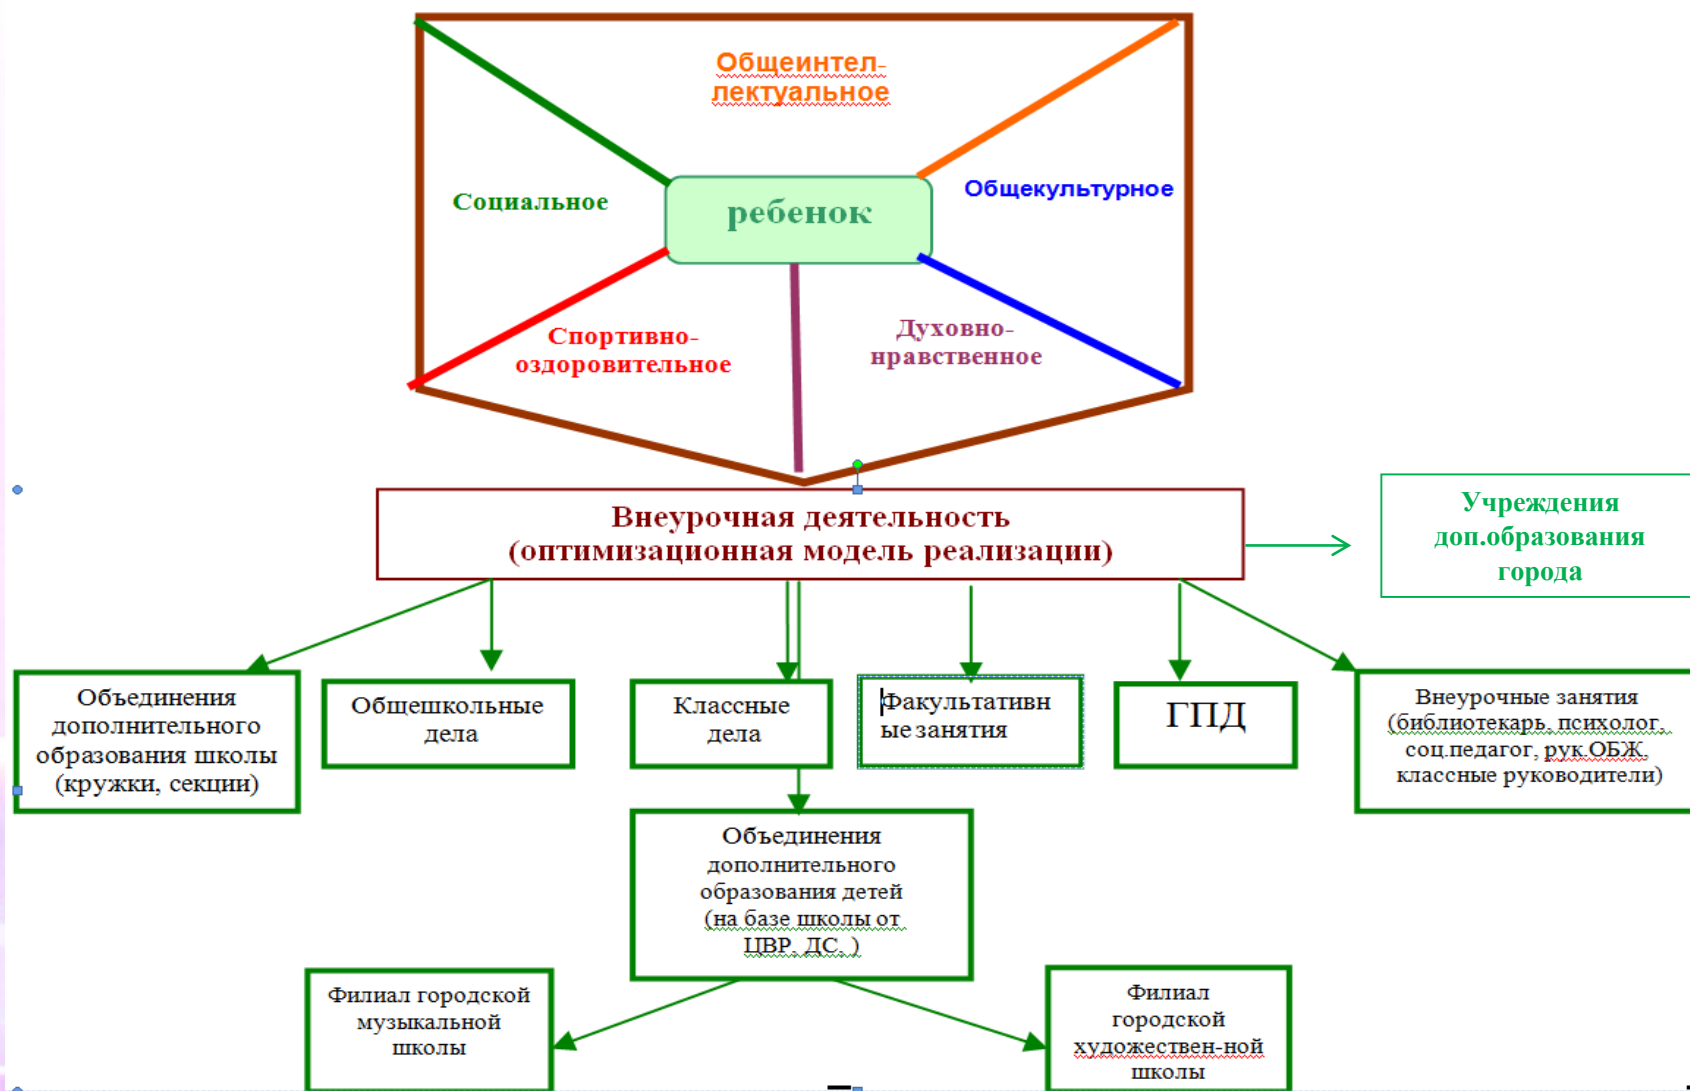 Общеинтел-
лектуальное
Социальное
ребенок
Общекультурное
Спортивно-
оздоровительное
Духовно-
нравственное
Внеурочная деятельность
(оптимизационная модель реализации)
Учреждения
доп.образования
города
Объединения
дополнительного
образования школы
(кружки, секции)
Общешкольные
дела
Классные
дела
Факультативн
ые занятия
ГПД
Внеурочные занятия
(библиотекарь, психолог,
соц.педагог, рук.ОБЖ,
классные руководители)
Объединения
дополнительного
образования детей
(на базе школы от
ЦВР, ДС, )
Филиал городской
музыкальной
школы
Филиал
городской
художествен-ной
школы